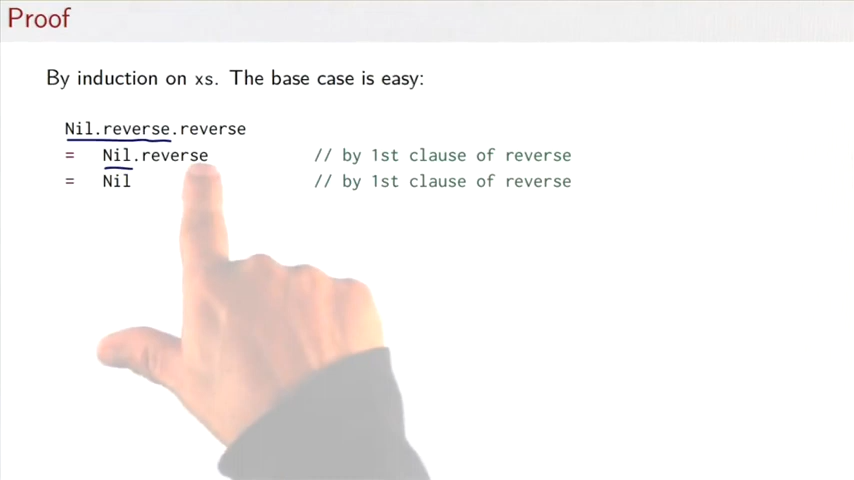 Proof
By induction on xs. The base case is easy:
Nil.reverse.reverse
= Nil.reverse // by 1st clause of reverse
= Nil // by 1st clause of reverse